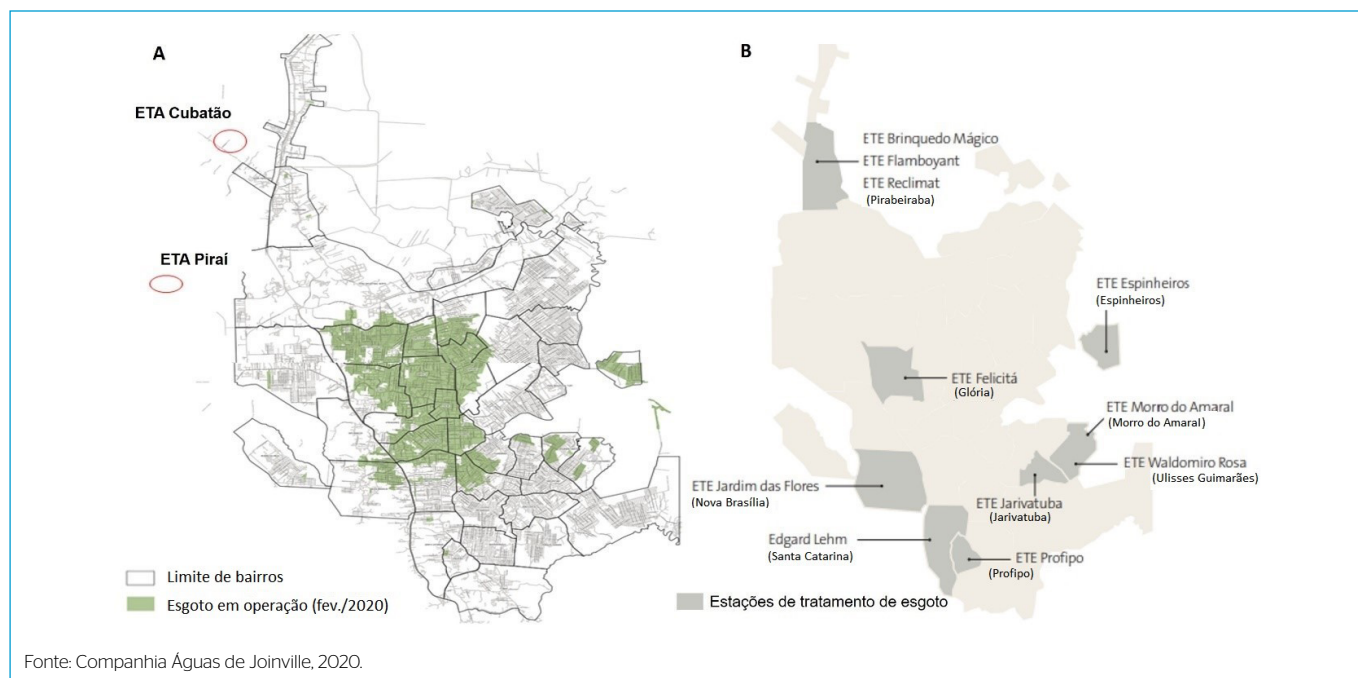 A
ETA Cubatão
ETA Piraí
Limite de bairros
Esgoto em operação (fev./2020)
B
ETE Brinquedo Mágico
ETE Flamboyant
ETE Reclimat
(Pirabeiraba)
ETE Espinheiros
(Espinheiros)
ETE Felicitá
(Glória)
ETE Morro do Amaral
(Morro do Amaral)
ETE Waldomiro Rosa
(Ulisses Guimarães)
ETE Jardim das Flores
(Nova Brasília)
ETE Jarivatuba
(Jarivatuba)
Edgard Lehm
(Santa Catarina)
ETE Profipo
(Profipo)
Estações de tratamento de esgoto
Fonte: Companhia Águas de Joinville, 2020.